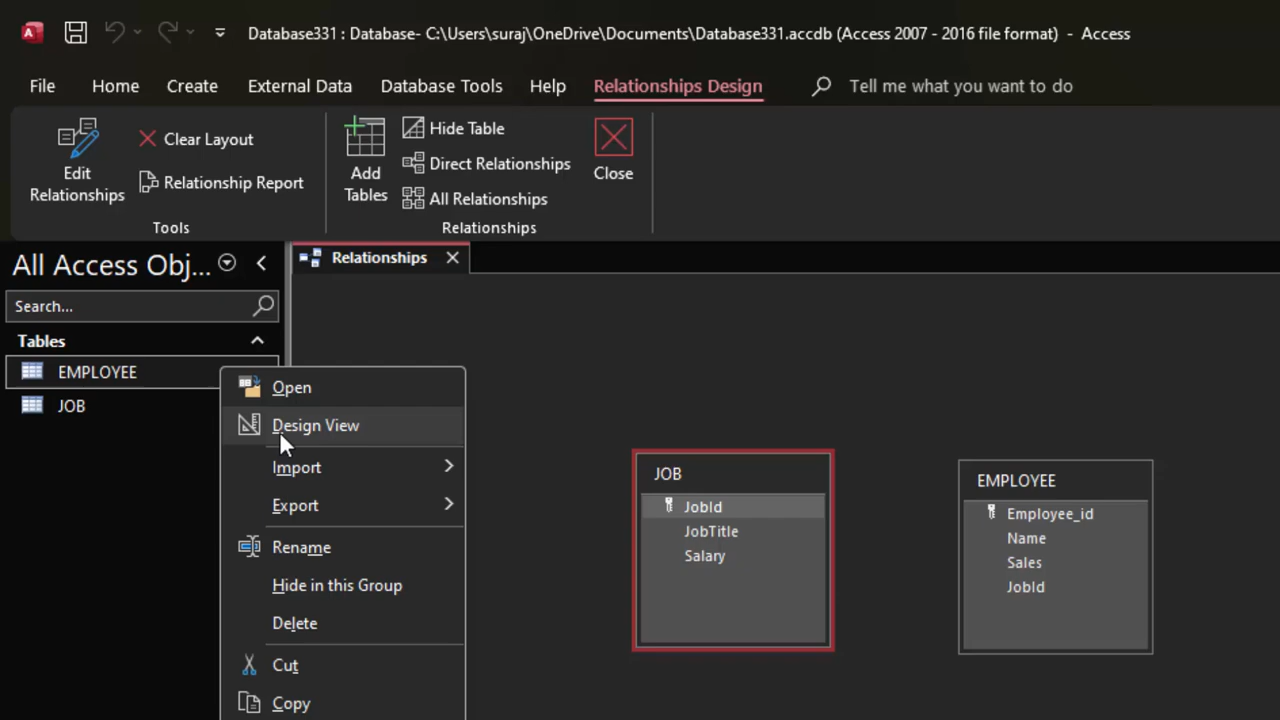 Database331 : Database- C:\Users\suraj\OneDrive\Documents\Database331.accdb (Access 2007 - 2016 file format) - Access
File Home Create External Data Database Tools Help Relationships Design Tell me what you want to do
Edit Relationships
Clear Layout
Relationship Report
Tools
Add Tables
Hide Table
Direct Relationships
All Relationships
Relationships
Close
All Access Obj...
Search...
Tables
EMPLOYEE
JOB
Relationships
Open
Design View
Import
Export
Rename
Hide in this Group
Delete
Cut
Copy
JOB
JobId
JobTitle
Salary
EMPLOYEE
Employee_id
Name
Sales
JobId